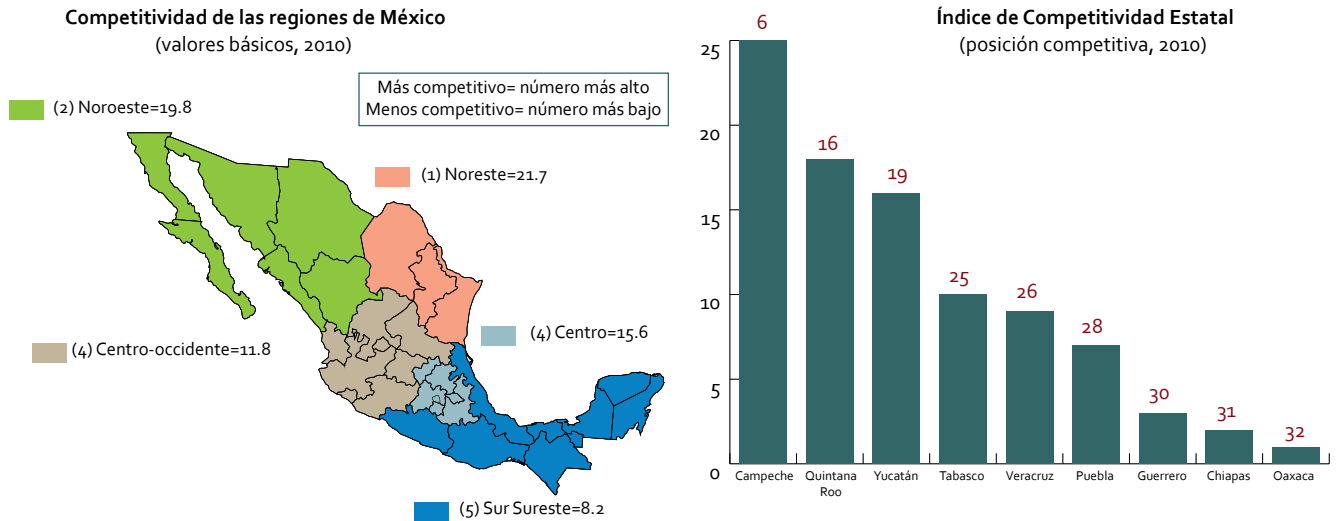 Competitividad de las regiones de México
(valores básicos, 2010)
Más competitivo= número más alto
Menos competitivo= número más bajo
(2) Noroeste=19.8
(1) Noreste=21.7
(4) Centro=15.6
(4) Centro-occidente=11.8
(5) Sur Sureste=8.2
Índice de Competitividad Estatal
(posición competitiva, 2010)
25
20
15
10
5
0
6
16
19
25
26
28
30
31
32
Campeche
Quintana
Roo
Yucatán
Tabasco
Veracruz
Puebla
Guerrero
Chiapas
Oaxaca